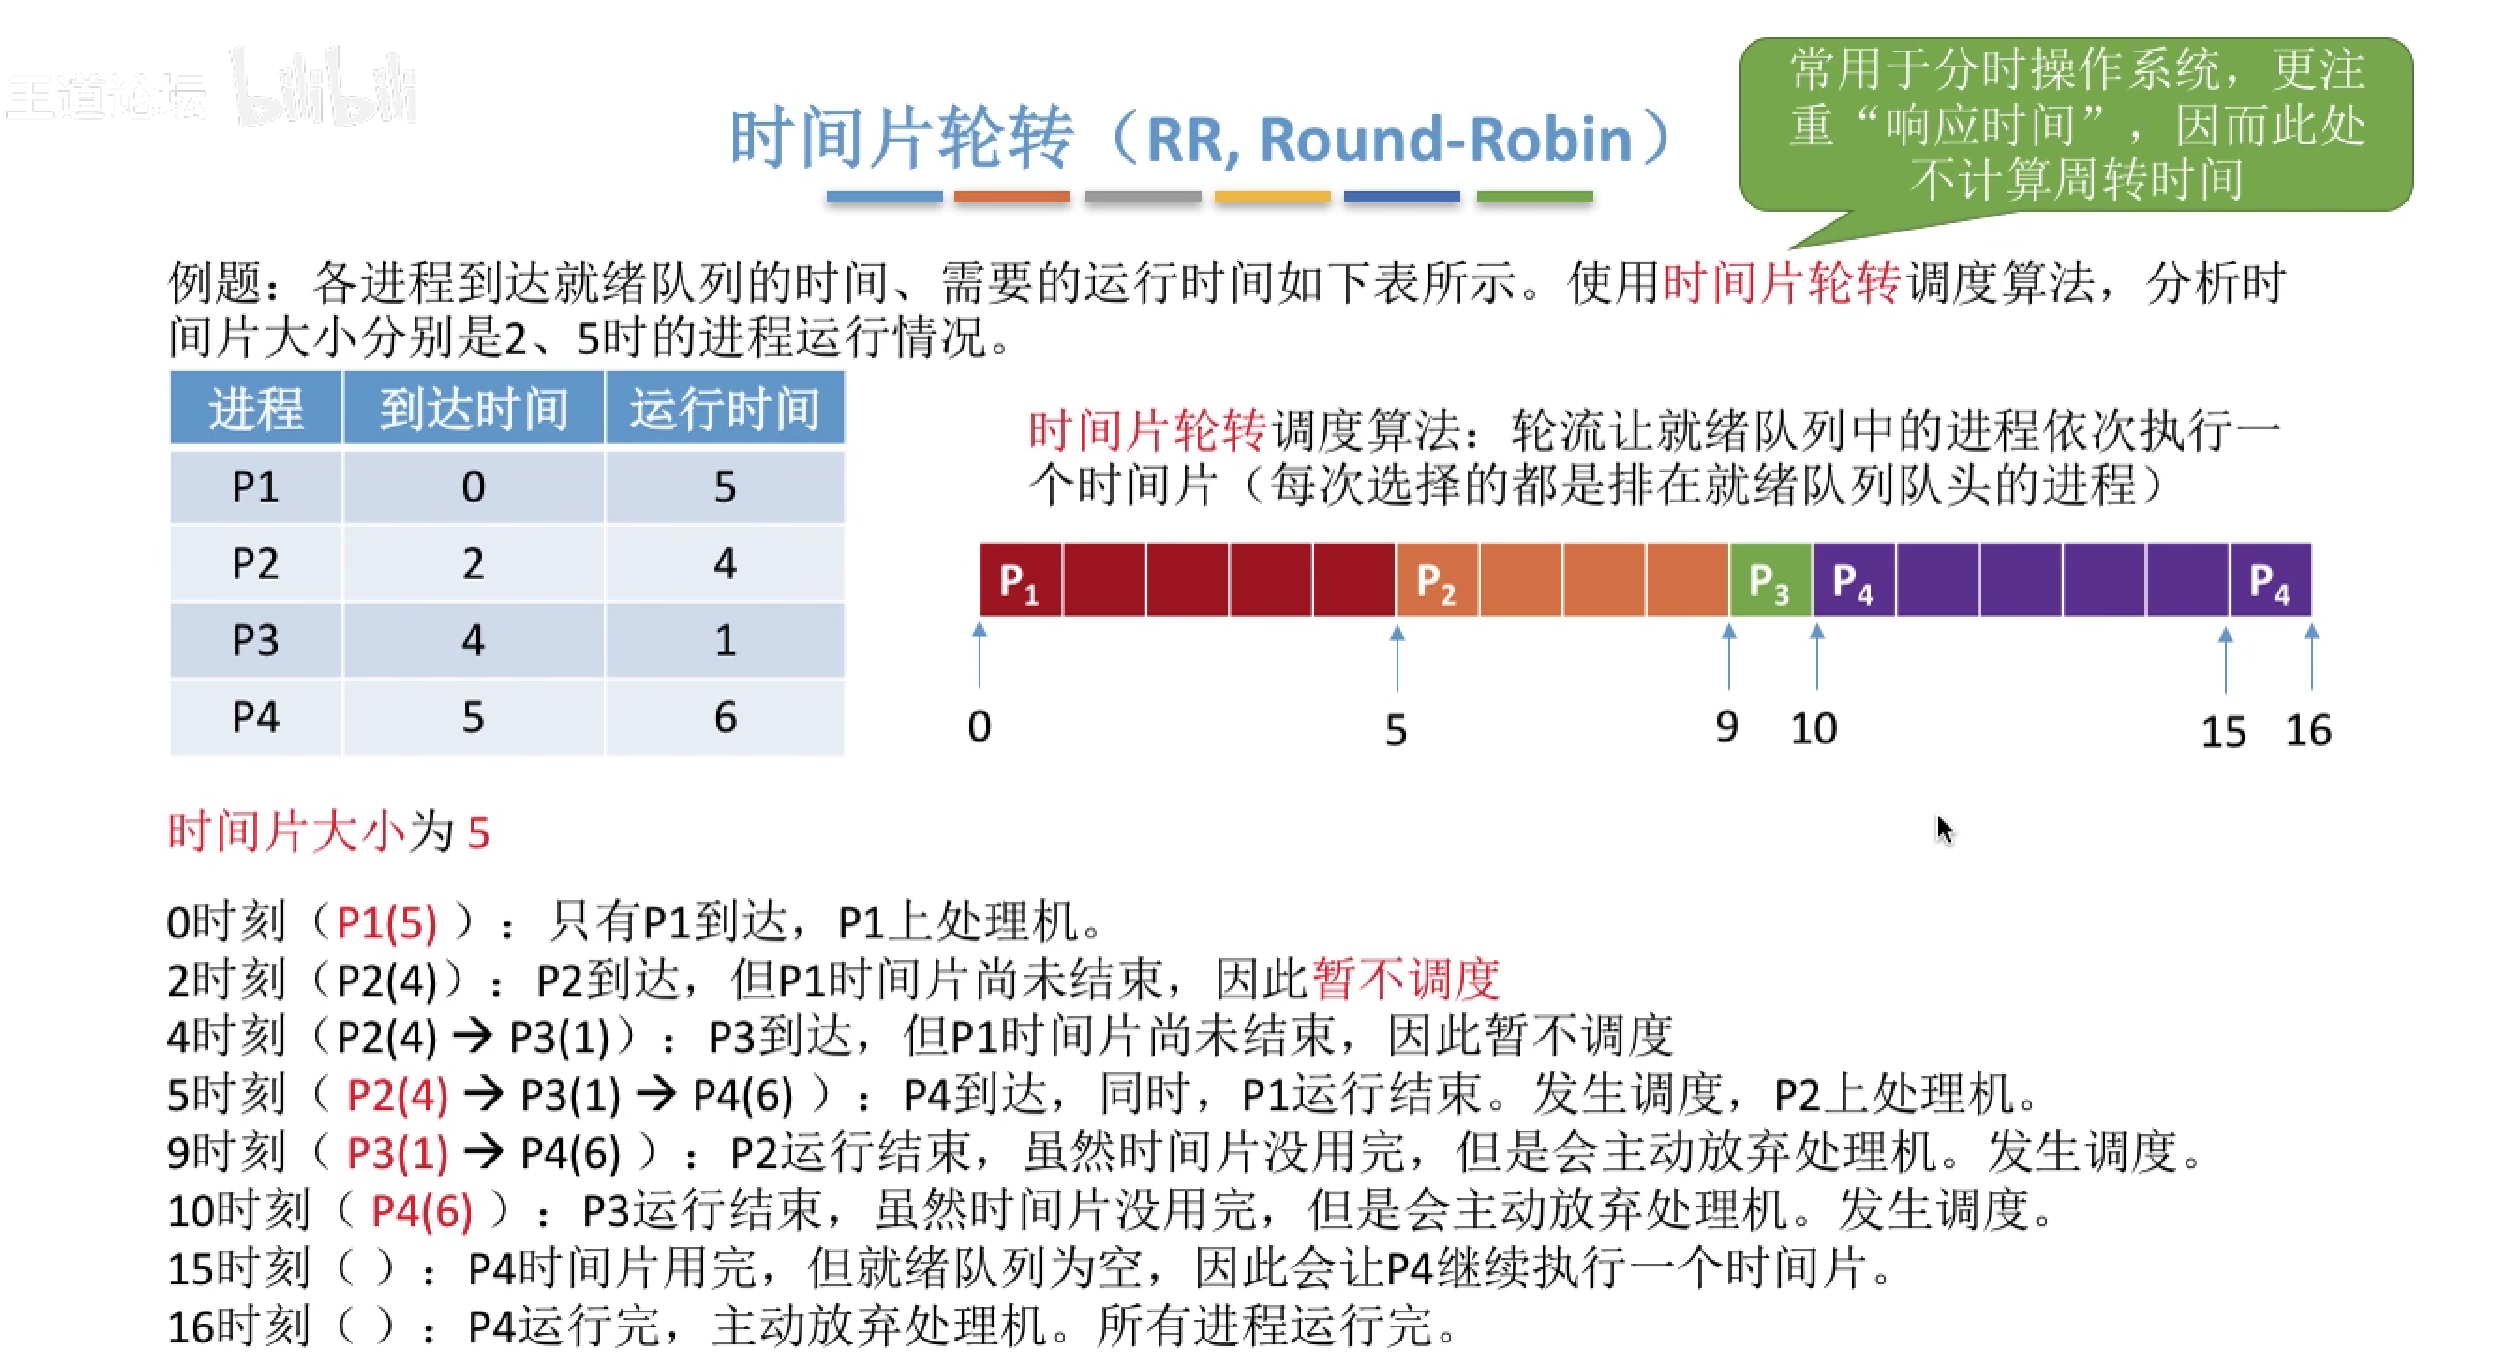 王道论坛 bilibili
常用于分时操作系统，更注
重“响应时间”，因而此处
不计算周转时间
时间片轮转（RR, Round-Robin）
例题：各进程到达就绪队列的时间、需要的运行时间如下表所示。使用时间片轮转调度算法，分析时
间片大小分别是2、5时的进程运行情况。
进程 到达时间 运行时间
P1 0 5
P2 2 4
P3 4 1
P4 5 6
时间片轮转调度算法：轮流让就绪队列中的进程依次执行一
个时间片（每次选择的都是排在就绪队列队头的进程）
P1 P2 P3 P4 P4
0 5 9 10 15 16
时间片大小为 5
0时刻（P1(5)）：只有P1到达，P1上处理机。
2时刻（P2(4)）：P2到达，但P1时间片尚未结束，因此暂不调度
4时刻（P2(4) → P3(1)）：P3到达，但P1时间片尚未结束，因此暂不调度
5时刻（ P2(4) → P3(1) → P4(6) ）：P4到达，同时，P1运行结束。发生调度，P2上处理机。
9时刻（ P3(1) → P4(6) ）：P2运行结束，虽然时间片没用完，但是会主动放弃处理机。发生调度。
10时刻（ P4(6) ）：P3运行结束，虽然时间片没用完，但是会主动放弃处理机。发生调度。
15时刻（ ）：P4时间片用完，但就绪队列为空，因此会让P4继续执行一个时间片。
16时刻（ ）：P4运行完，主动放弃处理机。所有进程运行完。